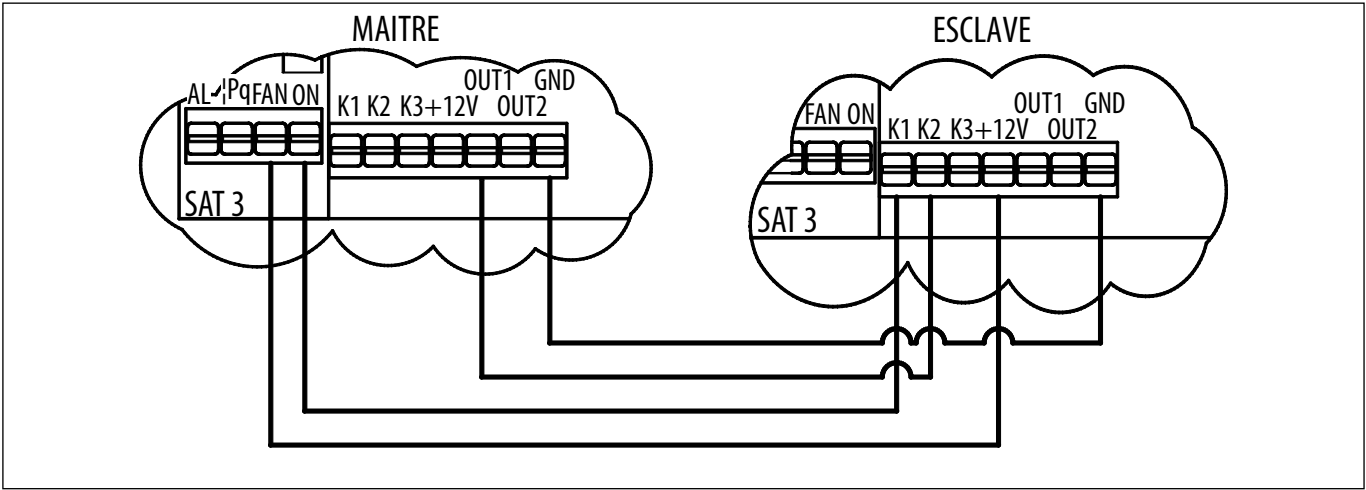 MAITRE
ESCLAVE
OUT1 GND
AL FAN ON
K1 K2 K3 +12V OUT2
SAT 3
OUT1 GND
FAN ON
K1 K2 K3 +12V OUT2
SAT 3